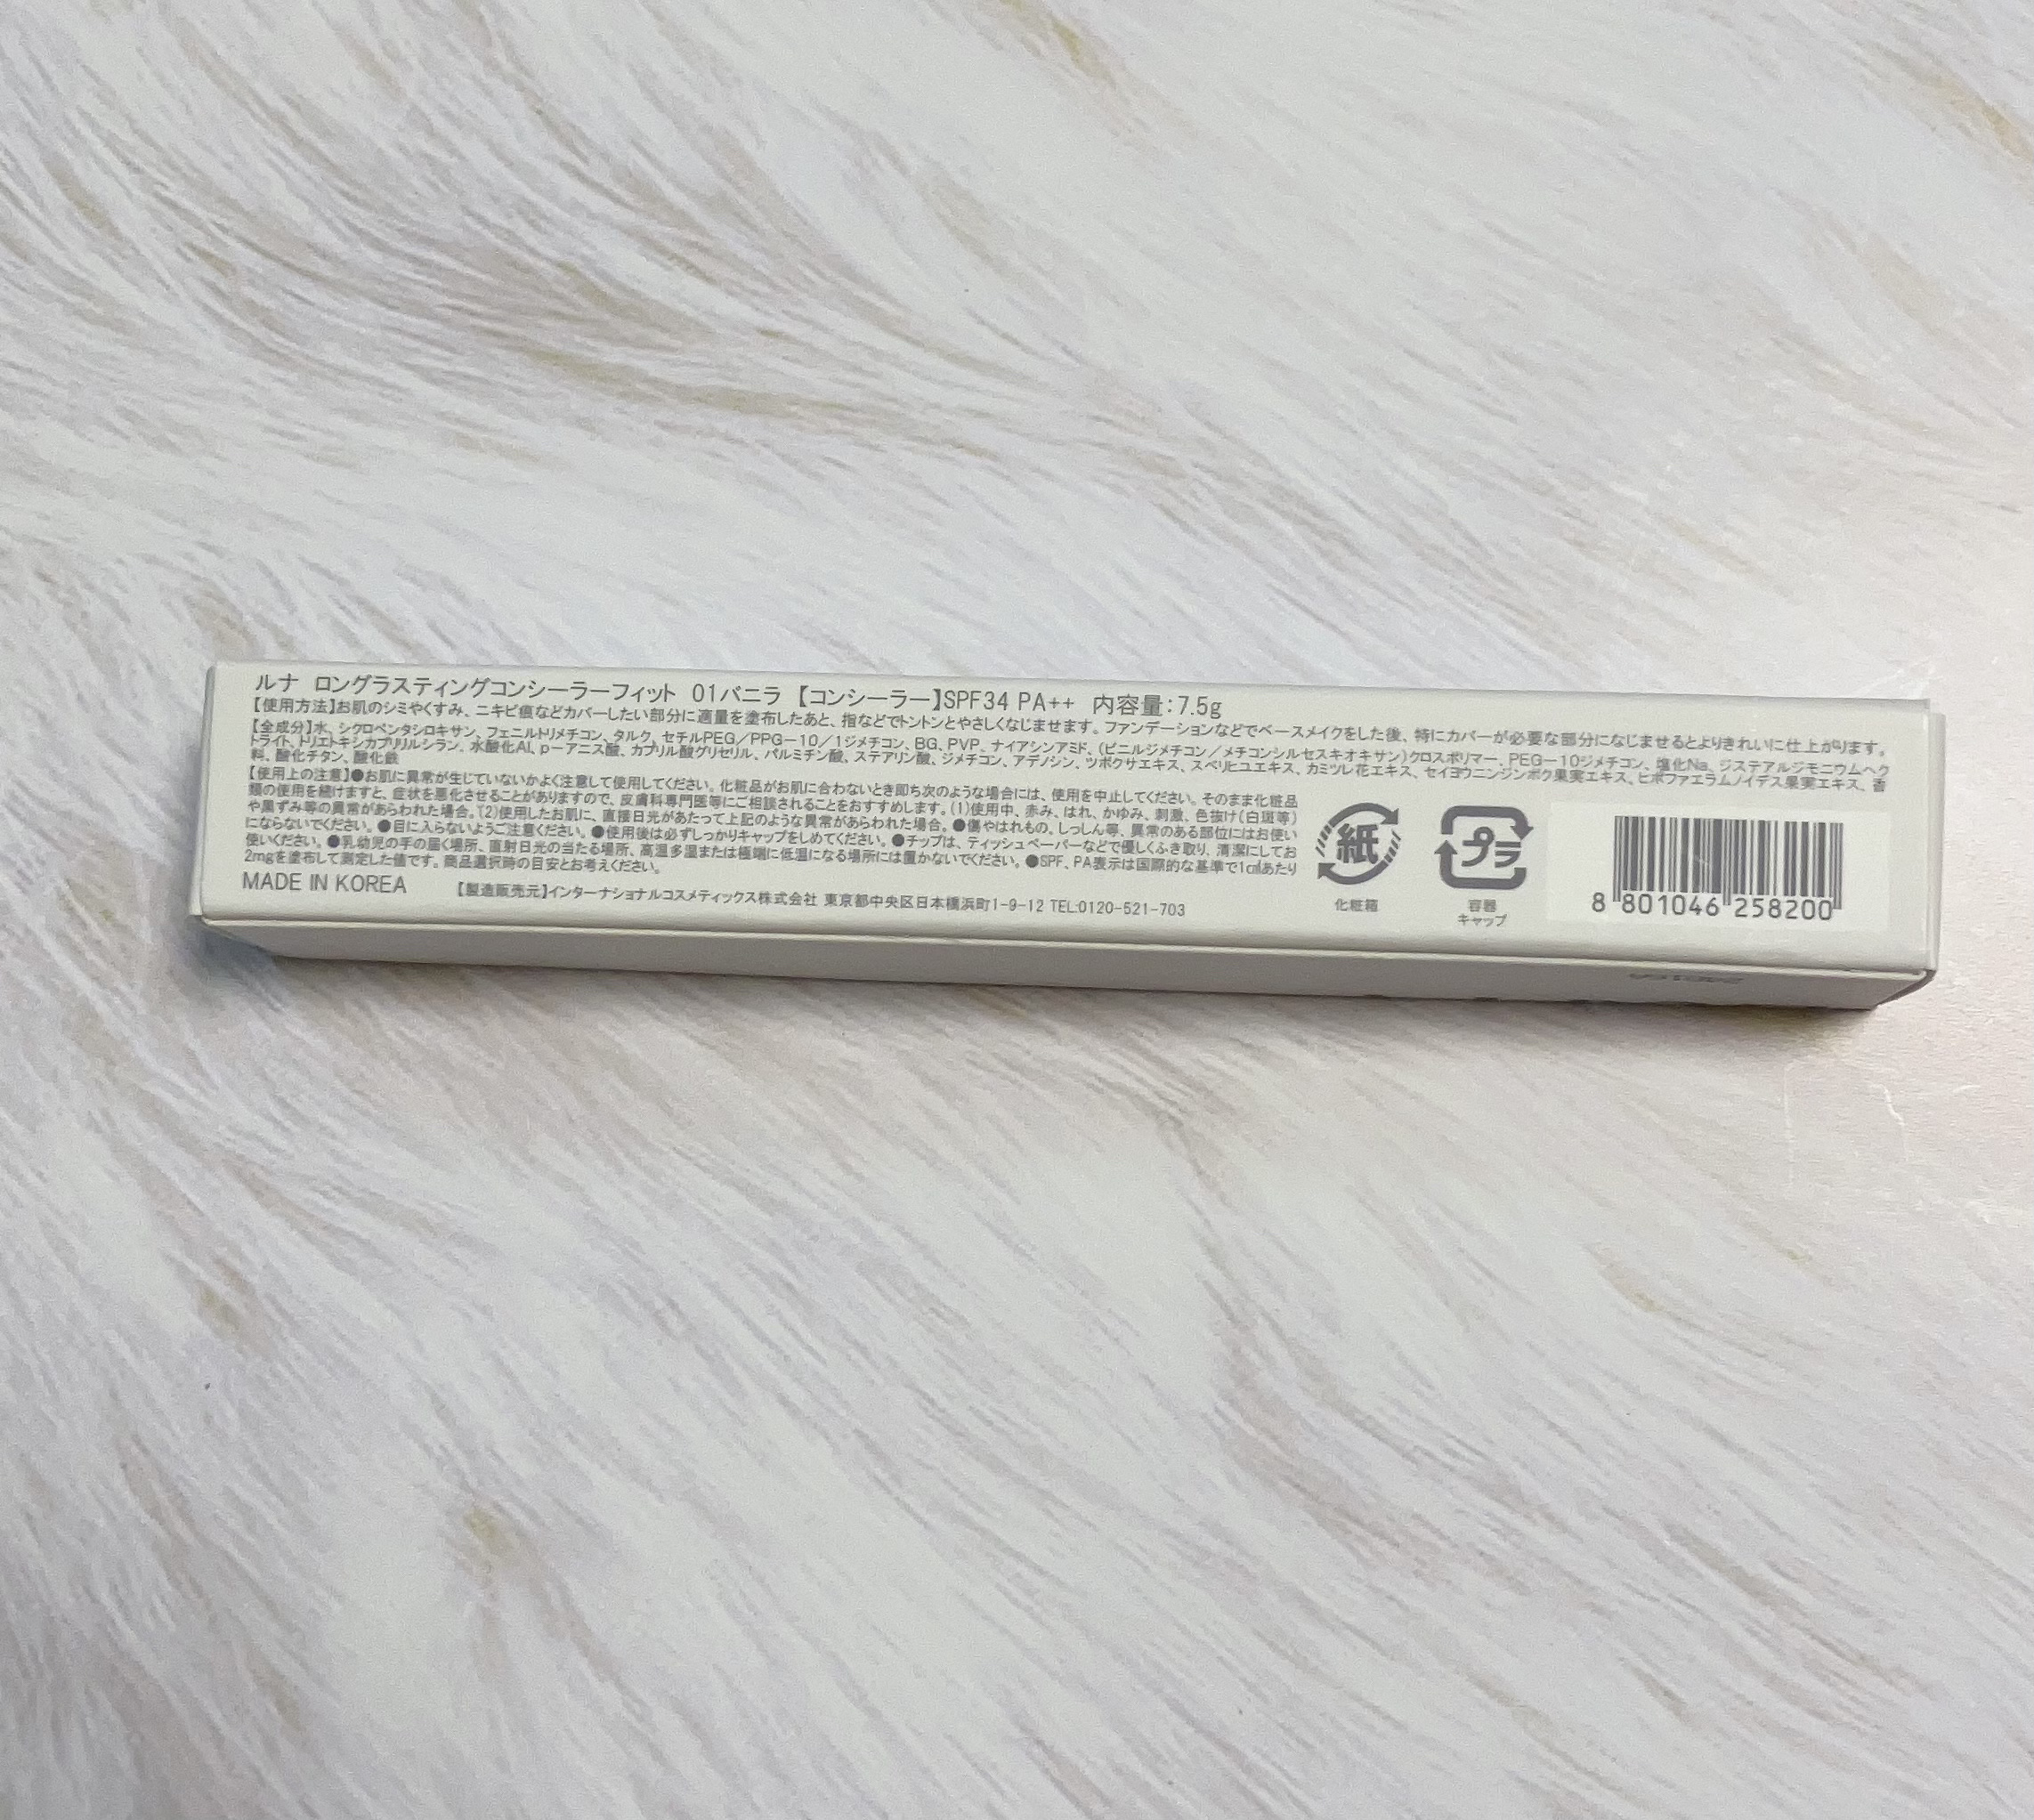 ルナ ロングラスティングコンシーラーフィット 01バニラ 【コンシーラー】SPF34 PA++ 内容量:7.5g
【使用方法】お肌のシミやくすみ、ニキビ痕などカバーしたい部分に適量を塗布したあと、指などでトントンとやさしくなじませます。ファンデーションなどでベースメイクをした後、特にカバーが必要な部分になじませるとよりきれいに仕上がります。
【全成分】水、シクロペンタシロキサン、フェニルトリメチコン、タルク、セチルPEG/PPG-10/1ジメチコン、BG、PVP、ナイアシンアミド、(ビニルジメチコン/メチコンシルセスキオキサン)クロスポリマー、PEG-10ジメチコン、塩化Na、ジステアルジモニウムヘク
トライト、トリエトキシカプリリルシラン、水酸化Al、p-アニス酸、カプリル酸グリセリル、パルミチン酸、ステアリン酸、ジメチコン、アデノシン、ツボクサエキス、スベリヒユエキス、カミツレ花エキス、セイヨウニンジンボク果実エキス、ヒポファエラムノイデス果実エキス、香
料、酸化チタン、酸化鉄
【使用上の注意】●お肌に異常が生じていないかよく注意して使用してください。化粧品がお肌に合わないとき即ち次のような場合には、使用を中止してください。そのまま化粧品
類の使用を続けますと、症状を悪化させることがありますので、皮膚科専門医等にご相談されることをおすすめします。(1)使用中、赤み、はれ、かゆみ、刺激、色抜け(白斑等)
や黒ずみ等の異常があらわれた場合。(2)使用したお肌に、直接日光があたって上記のような異常があらわれた場合。●傷やはれもの、しっしん等、異常のある部位にはお使い
にならないでください。●目に入らないようご注意ください。●使用後は必ずしっかりキャップをしめてください。●チップは、ティッシュペーパーなどで優しくふき取り、清潔にしてお
使いください。●乳幼児の手の届く場所、直射日光の当たる場所、高温多湿または極端に低温になる場所には置かないでください。●SPF、PA表示は国際的な基準で1c㎡あたり
2mgを塗布して測定した値です。商品選択時の目安とお考えください。
MADE IN KOREA 【製造販売元】インターナショナルコスメティックス株式会社 東京都中央区日本橋浜町1-9-12 TEL:0120-521-703
紙
化粧箱
プラ
容器
キャップ
8 801046 258200